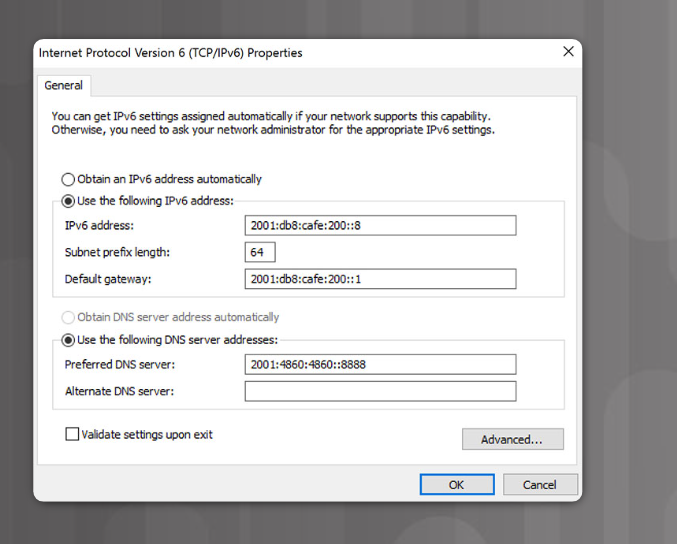 Internet Protocol Version 6 (TCP/IPv6) Properties
General
You can get IPv6 settings assigned automatically if your network supports this capability.
Otherwise, you need to ask your network administrator for the appropriate IPv6 settings.
Obtain an IPv6 address automatically
Use the following IPv6 address:
IPv6 address: 2001:db8:cafe:200::8
Subnet prefix length: 64
Default gateway: 2001:db8:cafe:200::1
Obtain DNS server address automatically
Use the following DNS server addresses:
Preferred DNS server: 2001:4860:4860::8888
Alternate DNS server:
Validate settings upon exit
Advanced...
OK Cancel